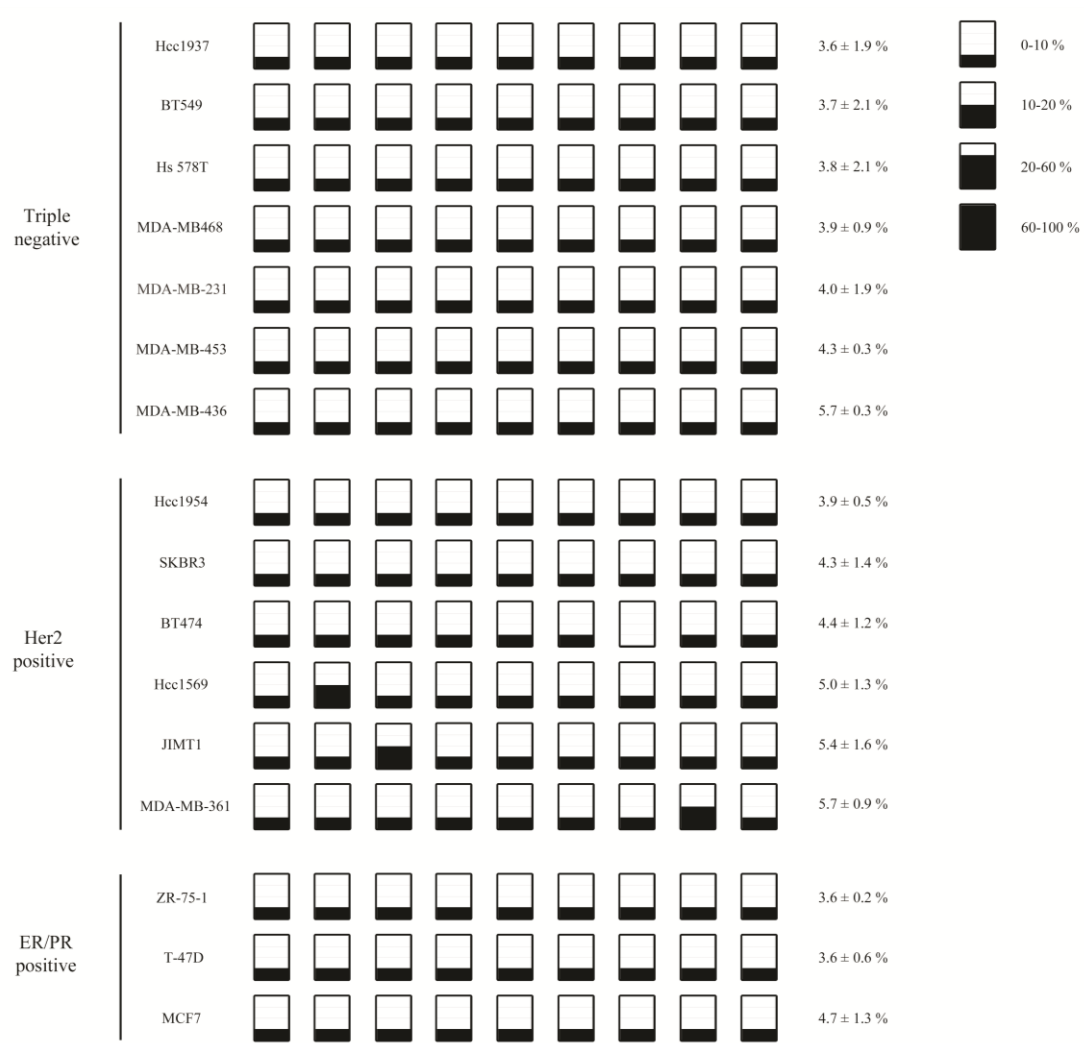 Hcc1937 3.6 ± 1.9 % 0-10 %
BT549 3.7 ± 2.1 % 10-20 %
Hs 578T 3.8 ± 2.1 % 20-60 %
Triple
negative
MDA-MB468 3.9 ± 0.9 % 60-100 %
MDA-MB-231 4.0 ± 1.9 %
MDA-MB-453 4.3 ± 0.3 %
MDA-MB-436 5.7 ± 0.3 %
Hcc1954 3.9 ± 0.5 %
SKBR3 4.3 ± 1.4 %
BT474 4.4 ± 1.2 %
Her2
positive
Hcc1569 5.0 ± 1.3 %
JIMT1 5.4 ± 1.6 %
MDA-MB-361 5.7 ± 0.9 %
ZR-75-1 3.6 ± 0.2 %
ER/PR
positive
T-47D 3.6 ± 0.6 %
MCF7 4.7 ± 1.3 %